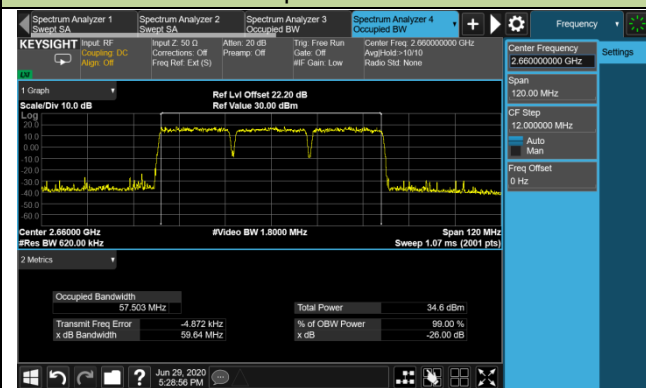 Spectrum Analyzer 1
Swept SA
Spectrum Analyzer 2
Swept SA
Spectrum Analyzer 3
Occupied BW
Spectrum Analyzer 4
Occupied BW
Frequency
KEYSIGHT
Input: RF
Coupling: DC
Align: Off
Input Z: 50 Ω
Corrections: Off
Freq Ref: Ext (S)
Atten: 20 dB
Preamp: Off
Trig: Free Run
Gate: Off
#IF Gain: Low
Center Freq: 2.660000000 GHz
Avg|Hold:>10/10
Radio Std: None
LXI
Center Frequency
2.660000000 GHz
Settings
Span
120.00 MHz
CF Step
12.000000 MHz
Auto
Man
Freq Offset
0 Hz
1 Graph
Scale/Div 10.0 dB
Ref Lvl Offset 22.20 dB
Ref Value 30.00 dBm
Log
20.0
10.0
0.00
-10.0
-20.0
-30.0
-40.0
-50.0
-60.0
Center 2.66000 GHz
#Res BW 620.00 kHz
#Video BW 1.8000 MHz
Span 120 MHz
Sweep 1.07 ms (2001 pts)
2 Metrics
Occupied Bandwidth
57.503 MHz
Total Power 34.6 dBm
Transmit Freq Error -4.872 kHz
% of OBW Power 99.00 %
x dB Bandwidth 59.64 MHz
x dB -26.00 dB
Jun 29, 2020
5:28:56 PM